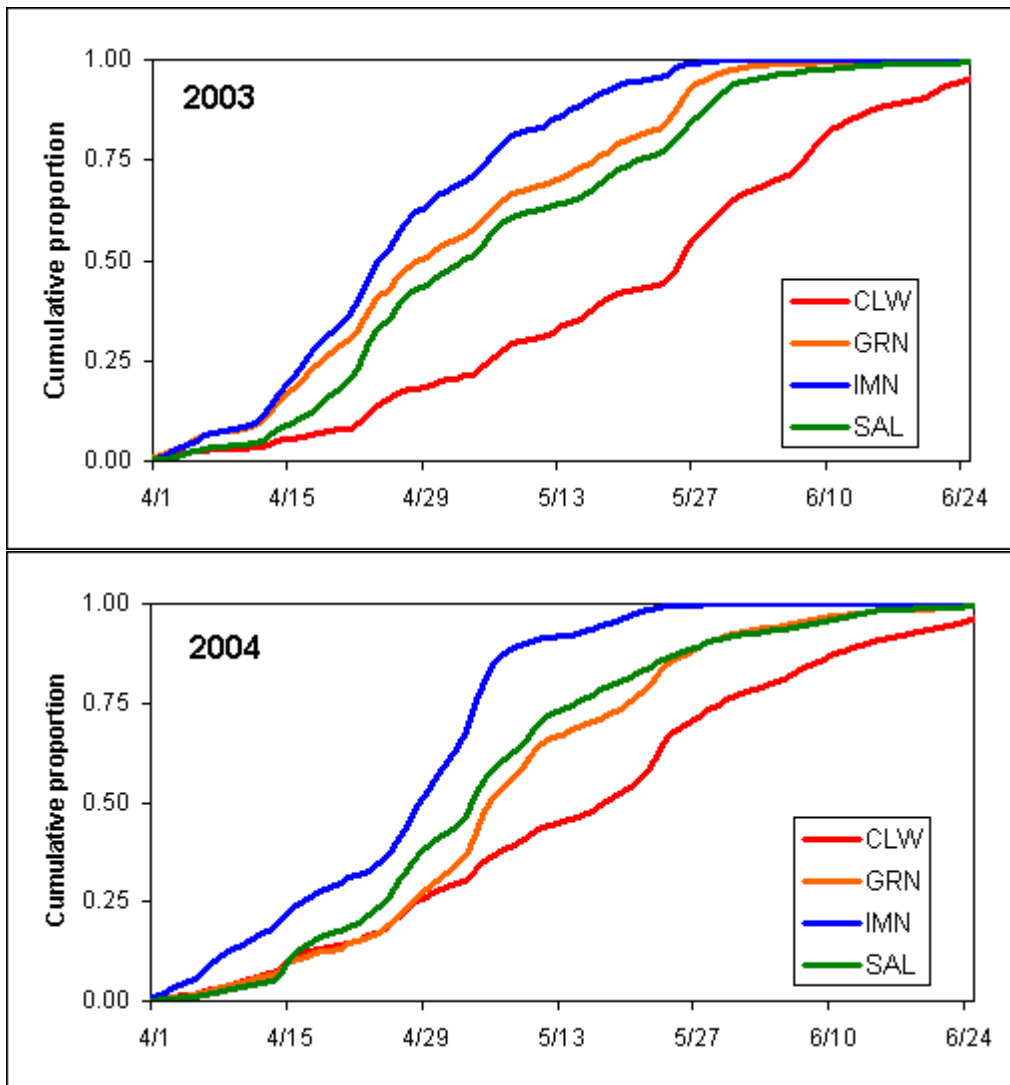 2003
Cumulative proportion
1.00
0.75
0.50
0.25
0.00
CLW
GRN
IMN
SAL
4/1 4/15 4/29 5/13 5/27 6/10 6/24
2004
Cumulative proportion
1.00
0.75
0.50
0.25
0.00
CLW
GRN
IMN
SAL
4/1 4/15 4/29 5/13 5/27 6/10 6/24